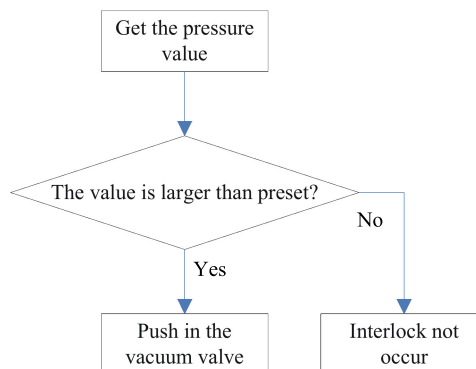 Get the pressure
value
The value is larger than preset?
No
Yes
Push in the
vacuum valve
Interlock not
occur